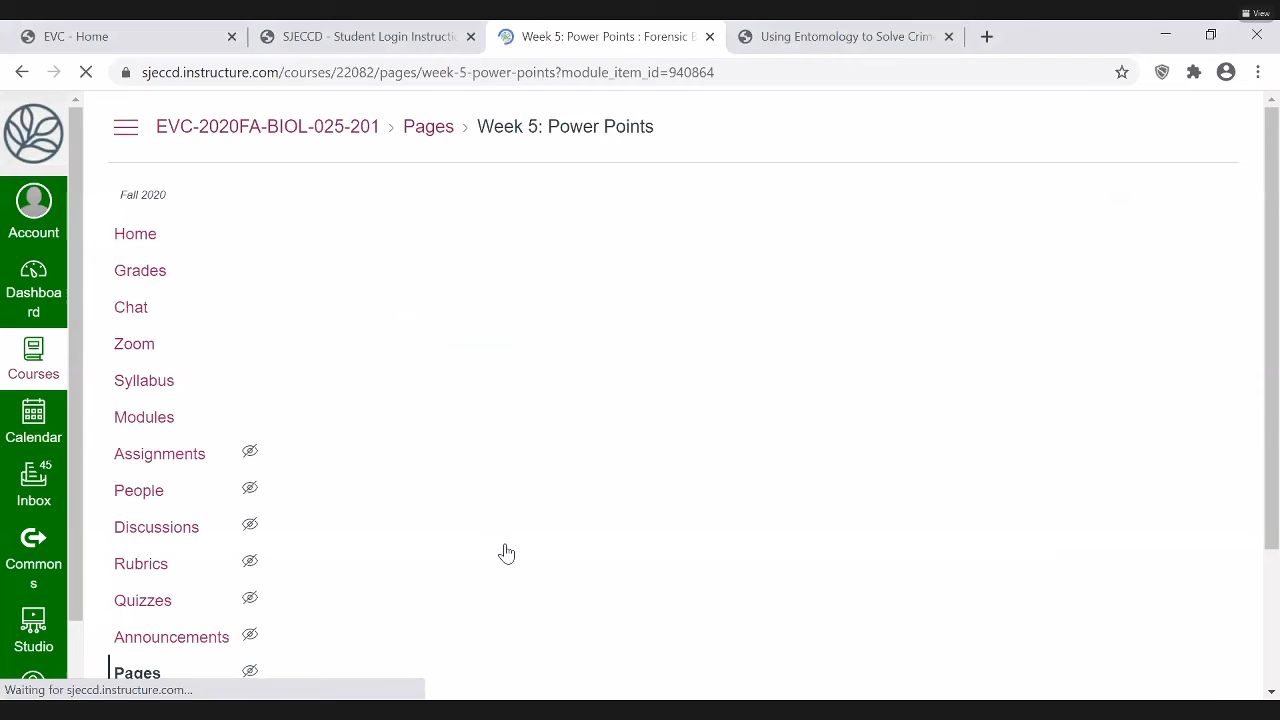 View
EVC - Home
SJECCD - Student Login Instructi
Week 5: Power Points : Forensic B
Using Entomology to Solve Crim
sjeccd.instructure.com/courses/22082/pages/week-5-power-points?module_item_id=940864
EVC-2020FA-BIOL-025-201 › Pages › Week 5: Power Points
Fall 2020
Home
Grades
Chat
Zoom
Syllabus
Modules
Assignments
People
Discussions
Rubrics
Quizzes
Announcements
Pages
Account
Dashboa
rd
Courses
Calendar
45
Inbox
Common
s
Studio
Waiting for sjeccd.instructure.com...